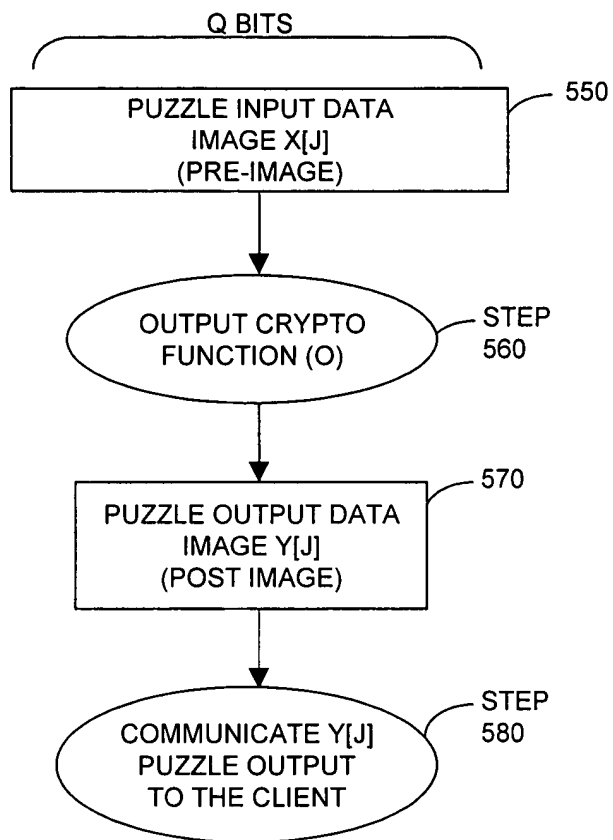 Q BITS
PUZZLE INPUT DATA
IMAGE X[J]
(PRE-IMAGE)
550
OUTPUT CRYPTO
FUNCTION (O)
STEP
560
PUZZLE OUTPUT DATA
IMAGE Y[J]
(POST IMAGE)
570
COMMUNICATE Y[J]
PUZZLE OUTPUT
TO THE CLIENT
STEP
580